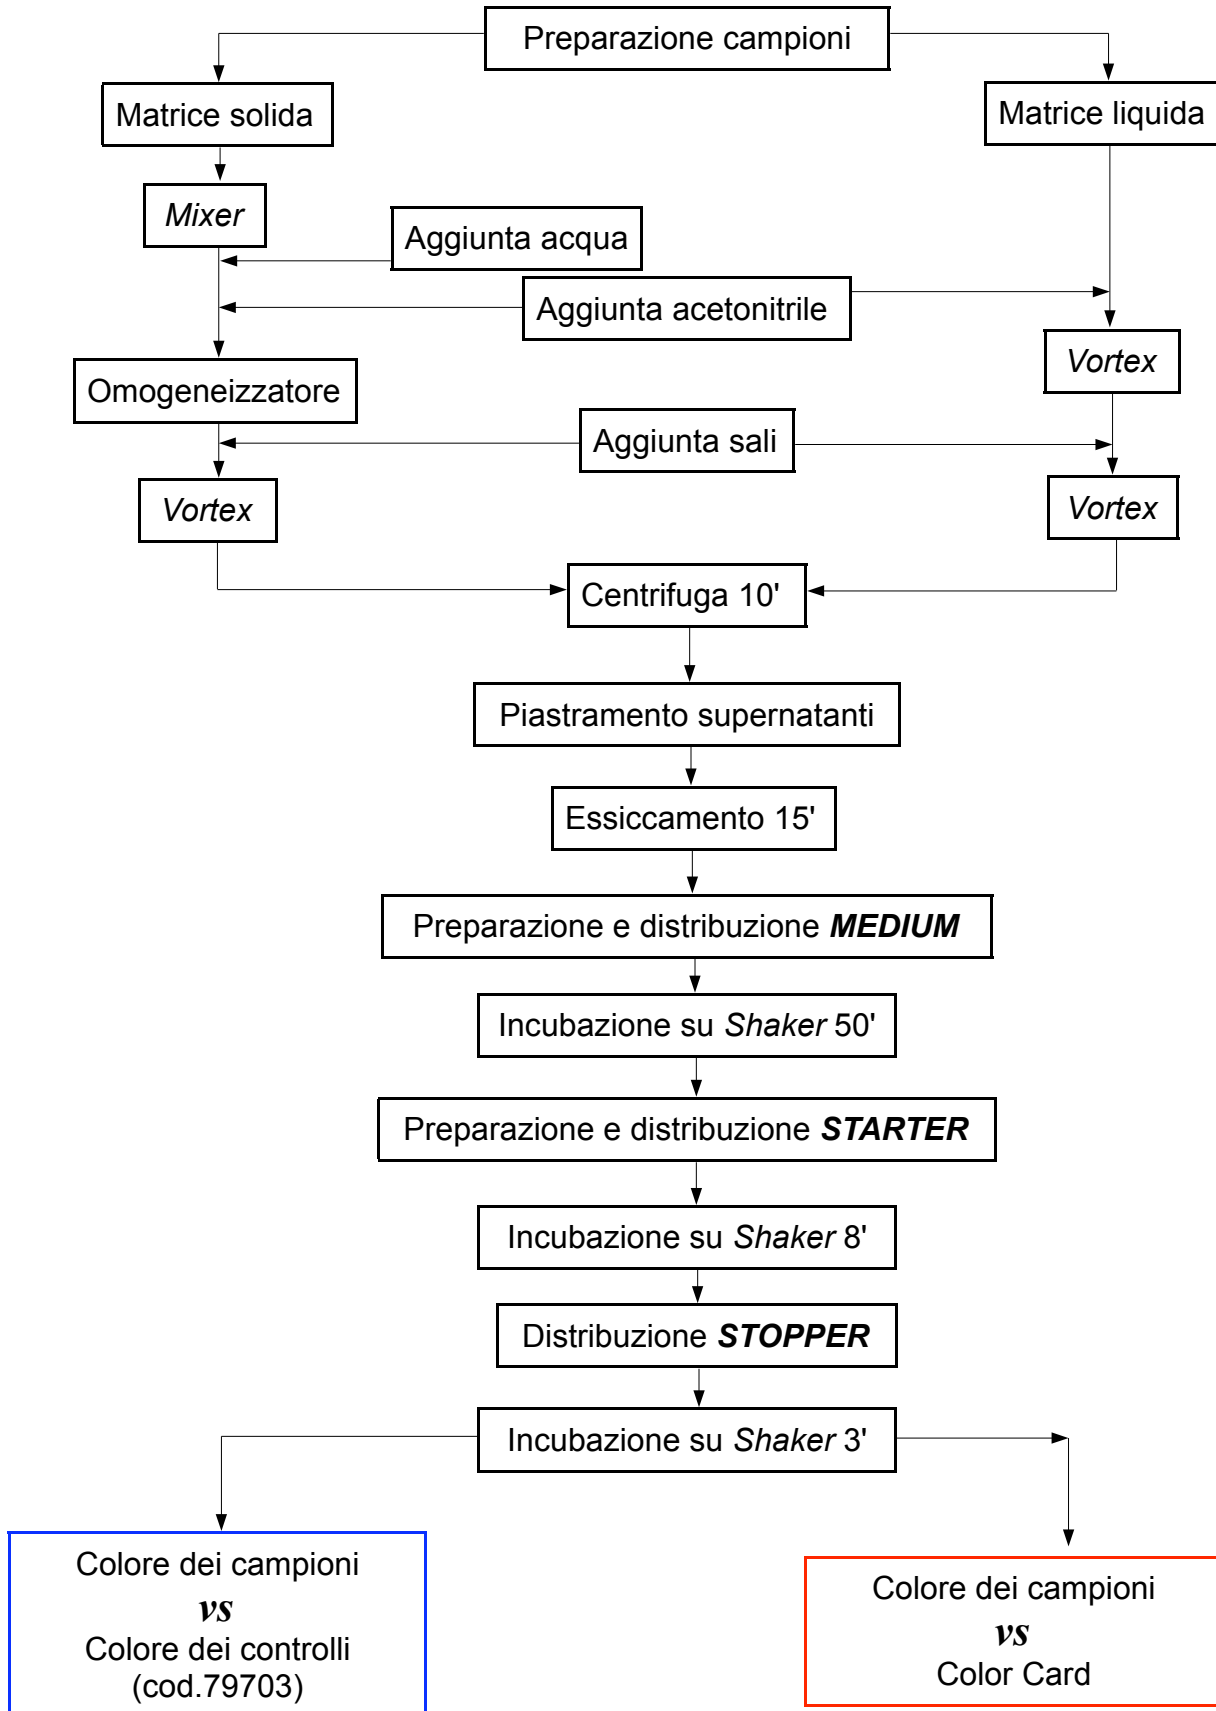 Preparazione campioni
Matrice solida
Matrice liquida
Mixer
Aggiunta acqua
Aggiunta acetonitrile
Vortex
Omogeneizzatore
Aggiunta sali
Vortex
Vortex
Centrifuga 10'
Piastramento supernatanti
Essiccamento 15'
Preparazione e distribuzione MEDIUM
Incubazione su Shaker 50'
Preparazione e distribuzione STARTER
Incubazione su Shaker 8'
Distribuzione STOPPER
Incubazione su Shaker 3'
Colore dei campioni
vs
Colore dei controlli
(cod.79703)
Colore dei campioni
vs
Color Card